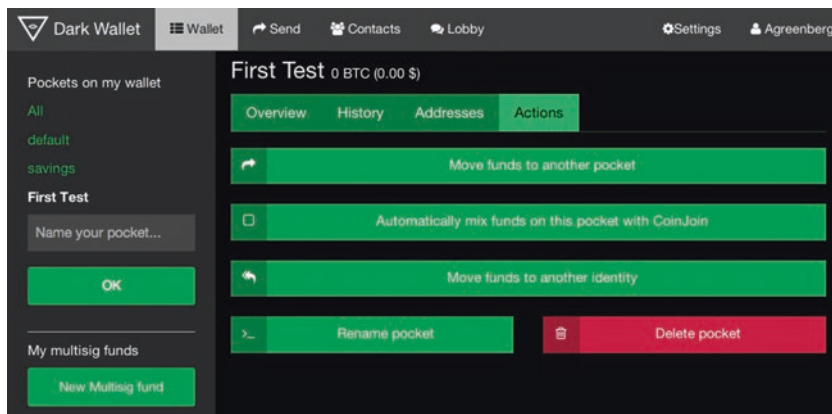 Dark Wallet Wallet Send Contacts Lobby Settings Agreenberg
Pockets on my wallet
All
default
savings
First Test
Name your pocket...
OK
My multisig funds
New Multisig fund
First Test 0 BTC (0.00 $)
Overview History Addresses Actions
Move funds to another pocket
Automatically mix funds on this pocket with CoinJoin
Move funds to another identity
Rename pocket Delete pocket